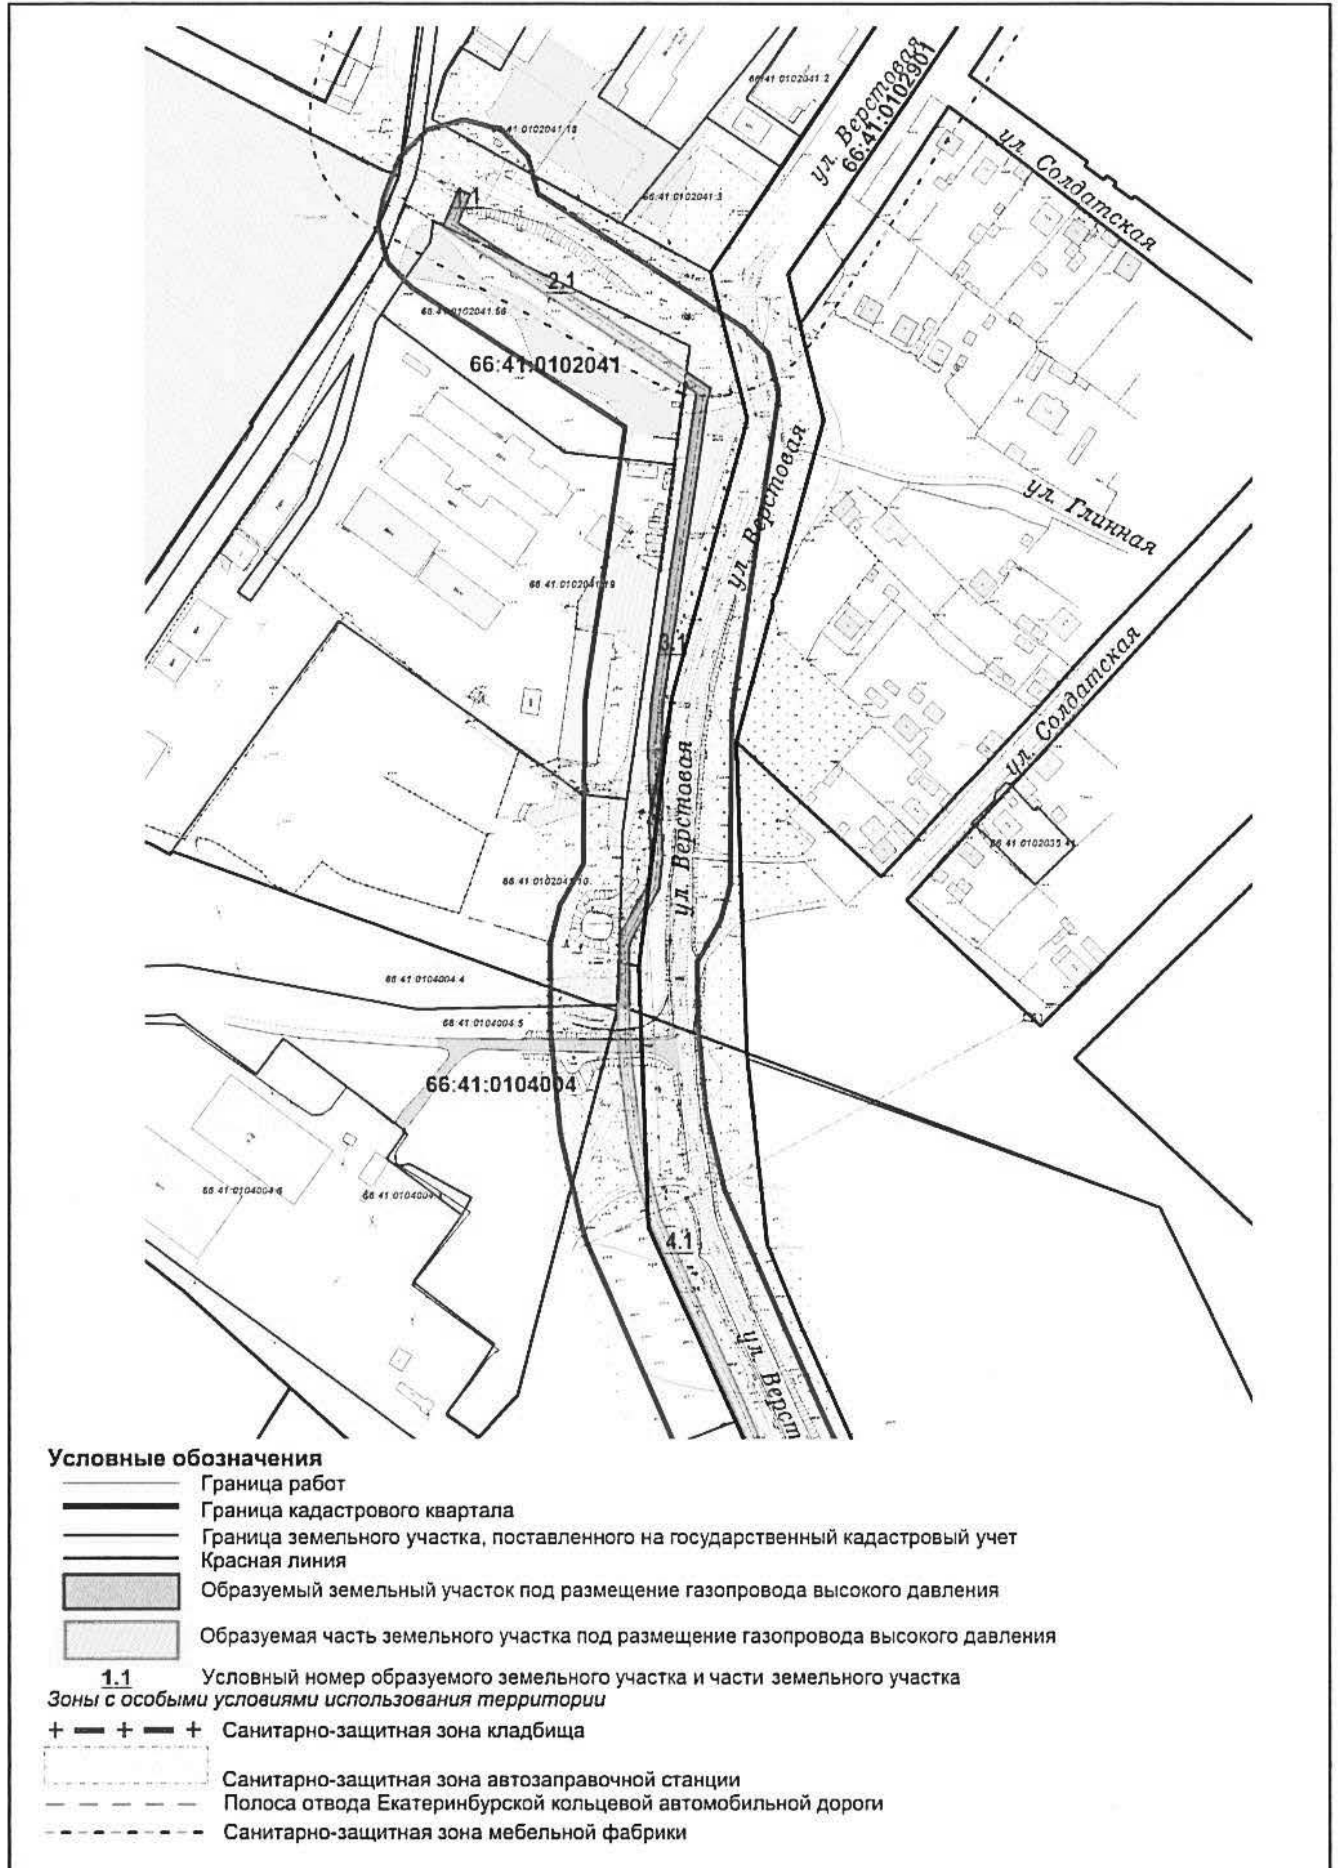 66:41:0102041:2
ул. Верстовая
66:41:0102901
66:41:0102041:18
ул. Солдатская
66:41:0102041:3
1.1
2.1
66:41:0102041:56
66:41:0102041
ул. Верстовая
ул. Глинная
66:41:0102041:19
3.1
ул. Солдатская
ул. Верстовая
66:41:0102041:10
66:41:0104004:4
66:41:0104004:5
66:41:0104004
66:41:0104004:6
4.1
ул. Верст
Условные обозначения
Граница работ
Граница кадастрового квартала
Граница земельного участка, поставленного на государственный кадастровый учет
Красная линия
Образуемый земельный участок под размещение газопровода высокого давления
Образуемая часть земельного участка под размещение газопровода высокого давления
1.1 Условный номер образуемого земельного участка и части земельного участка
Зоны с особыми условиями использования территории
Санитарно-защитная зона кладбища
Санитарно-защитная зона автозаправочной станции
Полоса отвода Екатеринбурской кольцевой автомобильной дороги
Санитарно-защитная зона мебельной фабрики